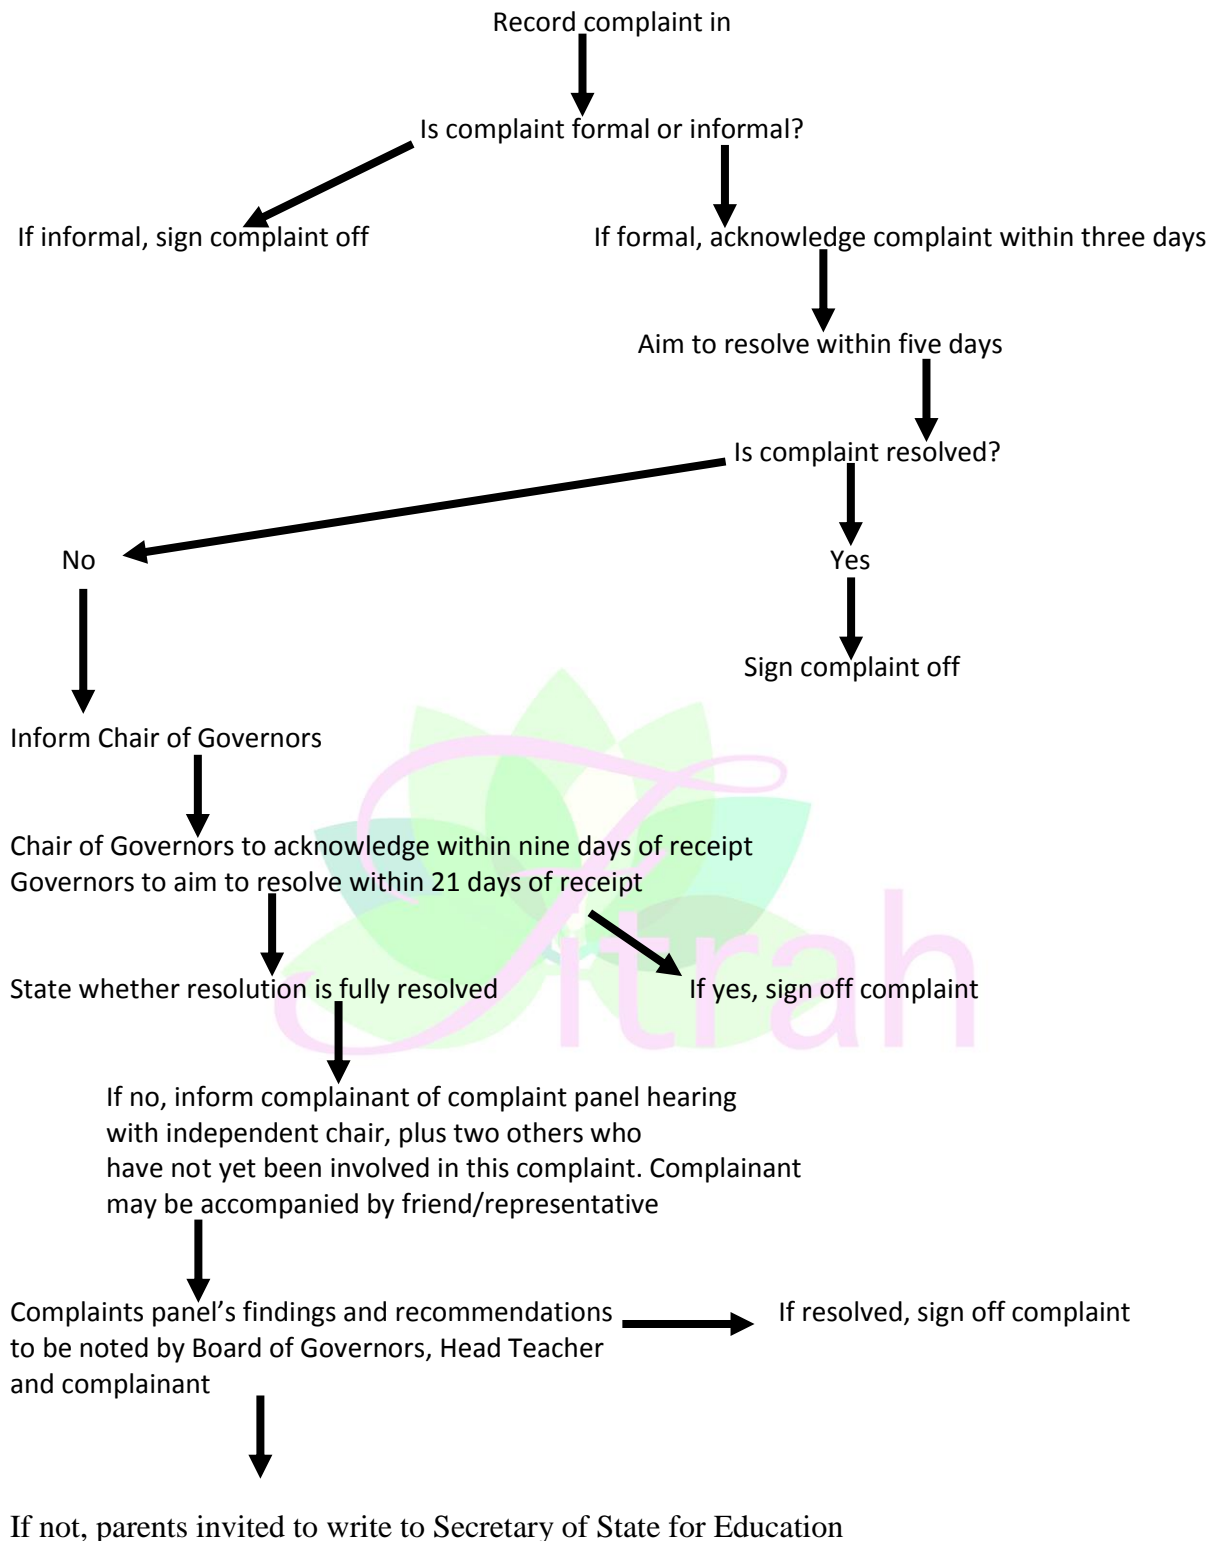 Record complaint in
Is complaint formal or informal?
If informal, sign complaint off
If formal, acknowledge complaint within three days
Aim to resolve within five days
Is complaint resolved?
No
Yes
Sign complaint off
Inform Chair of Governors
Chair of Governors to acknowledge within nine days of receipt
Governors to aim to resolve within 21 days of receipt
State whether resolution is fully resolved
If yes, sign off complaint
Fitrah
If no, inform complainant of complaint panel hearing
with independent chair, plus two others who
have not yet been involved in this complaint. Complainant
may be accompanied by friend/representative
Complaints panel’s findings and recommendations
to be noted by Board of Governors, Head Teacher
and complainant
If resolved, sign off complaint
If not, parents invited to write to Secretary of State for Education